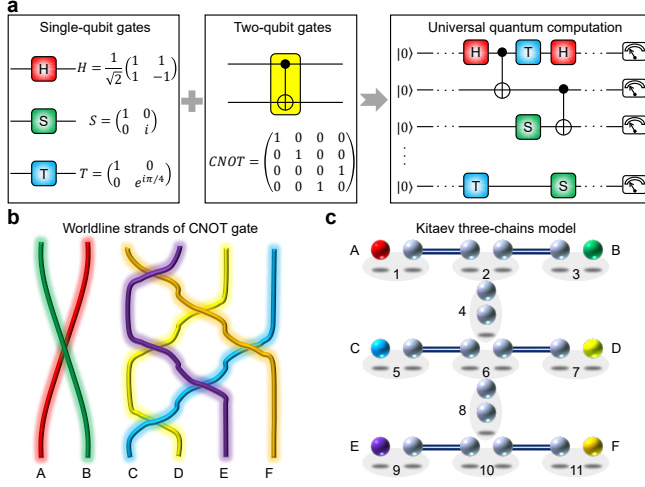 a
Single-qubit gates
Two-qubit gates
Universal quantum computation
H
H = 1/√2 (1 1
1 −1)
S
S = (1 0
0 i)
T
T = (1 0
0 e^{iπ/4})
CNOT = (1 0 0 0
0 1 0 0
0 0 0 1
0 0 1 0)
|0⟩ ····· H T H ·····
|0⟩ ····· ·····
|0⟩ ····· S ·····
⋮
|0⟩ ····· T S ·····
b
Worldline strands of CNOT gate
A B C D E F
c
Kitaev three-chains model
A B
1 2 3
4
C D
5 6 7
8
E F
9 10 11